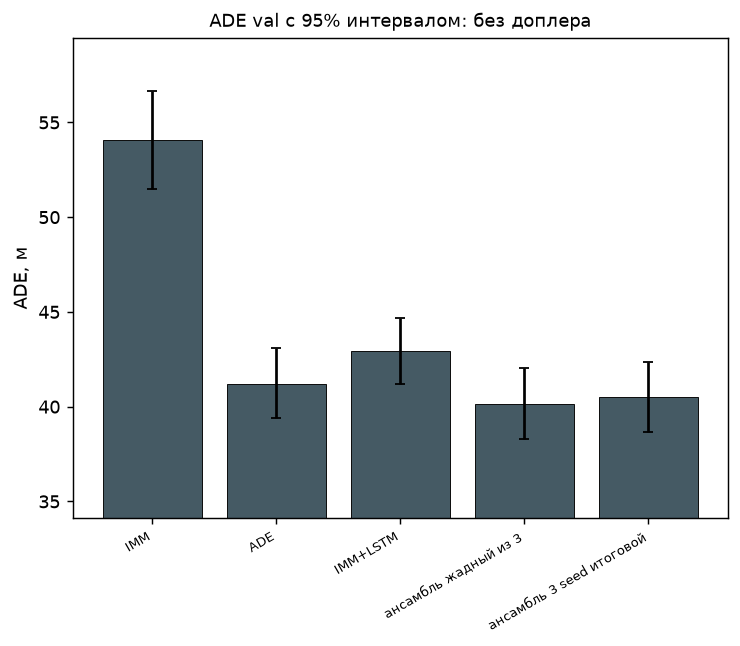 ADE val с 95% интервалом: без доплера
ADE, м
55
50
45
40
35
IMM
ADE
IMM+LSTM
ансамбль жадный из 3
ансамбль 3 seed итоговой